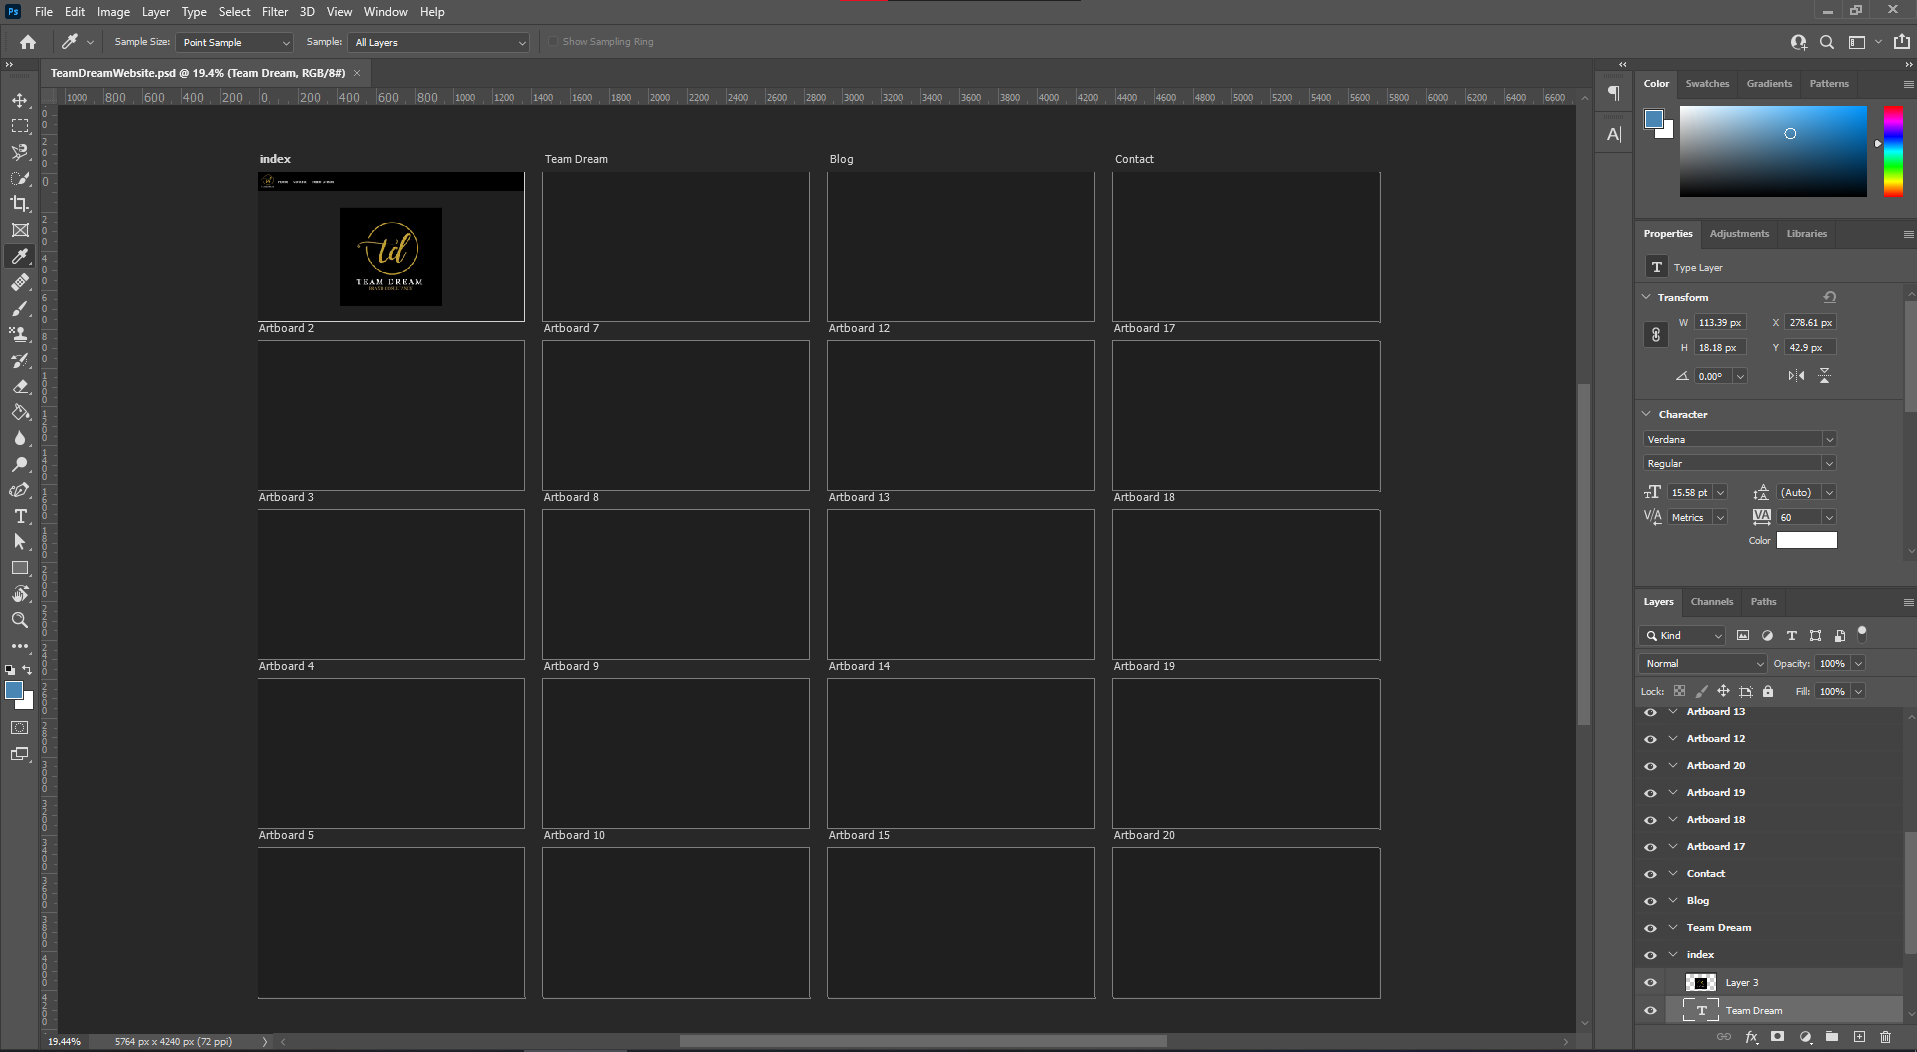 Ps File Edit Image Layer Type Select Filter 3D View Window Help
Sample Size: Point Sample Sample: All Layers Show Sampling Ring
TeamDreamWebsite.psd @ 19.4% (Team Dream, RGB/8#) ×
1000 800 600 400 200 0 200 400 600 800 1000 1200 1400 1600 1800 2000 2200 2400 2600 2800 3000 3200 3400 3600 3800 4000 4200 4400 4600 4800 5000 5200 5400 5600 5800 6000 6200 6400 6600
index Team Dream Blog Contact
td
TEAM DREAM
Artboard 2 Artboard 7 Artboard 12 Artboard 17
Artboard 3 Artboard 8 Artboard 13 Artboard 18
Artboard 4 Artboard 9 Artboard 14 Artboard 19
Artboard 5 Artboard 10 Artboard 15 Artboard 20
19.44% 5764 px x 4240 px (72 ppi)
Color Swatches Gradients Patterns
Properties Adjustments Libraries
T Type Layer
Transform
W 113.39 px X 278.61 px
H 18.18 px Y 42.9 px
0.00°
Character
Verdana
Regular
15.58 pt (Auto)
Metrics 60
Color
Layers Channels Paths
Kind
Normal Opacity: 100%
Lock: Fill: 100%
Artboard 13
Artboard 12
Artboard 20
Artboard 19
Artboard 18
Artboard 17
Contact
Blog
Team Dream
index
Layer 3
T Team Dream